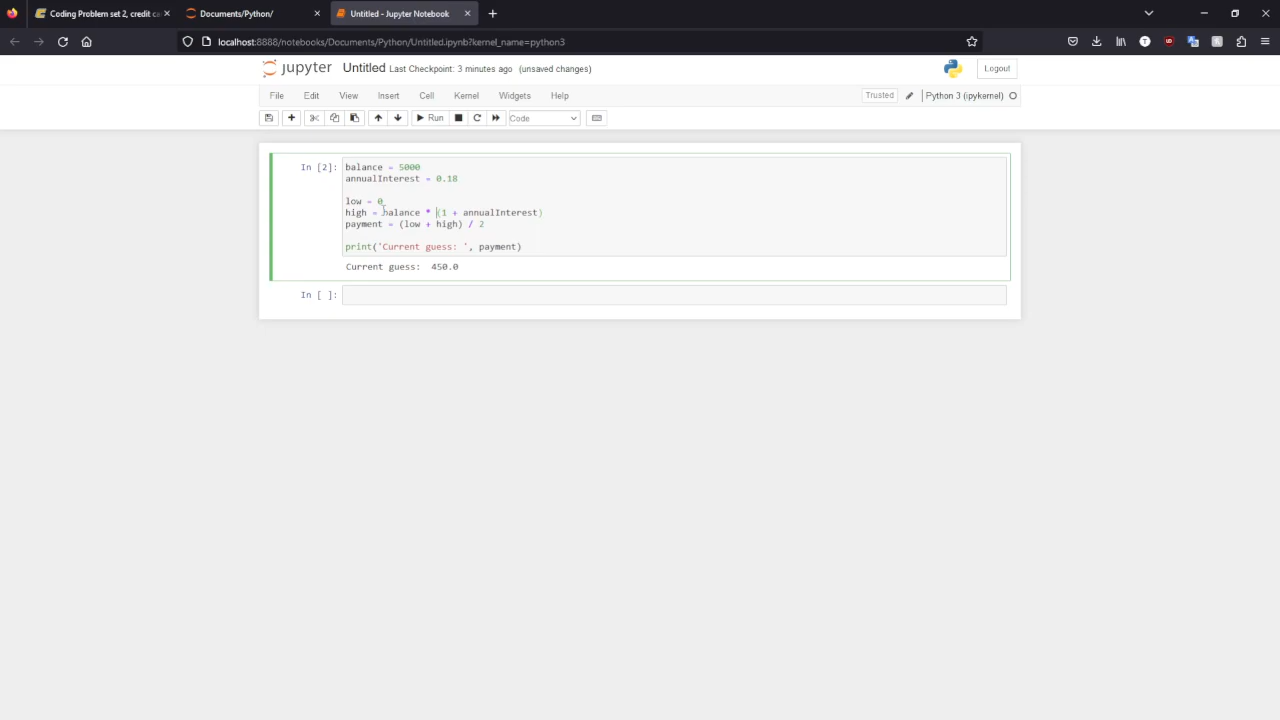 Coding Problem set 2, credit ca
Documents/Python/
Untitled - Jupyter Notebook
localhost:8888/notebooks/Documents/Python/Untitled.ipynb?kernel_name=python3
jupyter Untitled Last Checkpoint: 3 minutes ago (unsaved changes)
Logout
File Edit View Insert Cell Kernel Widgets Help
Trusted Python 3 (ipykernel)
Run Code
In [2]: balance = 5000
annualInterest = 0.18
low = 0
high = balance * (1 + annualInterest)
payment = (low + high) / 2
print('Current guess: ', payment)
Current guess:  450.0
In [ ]: